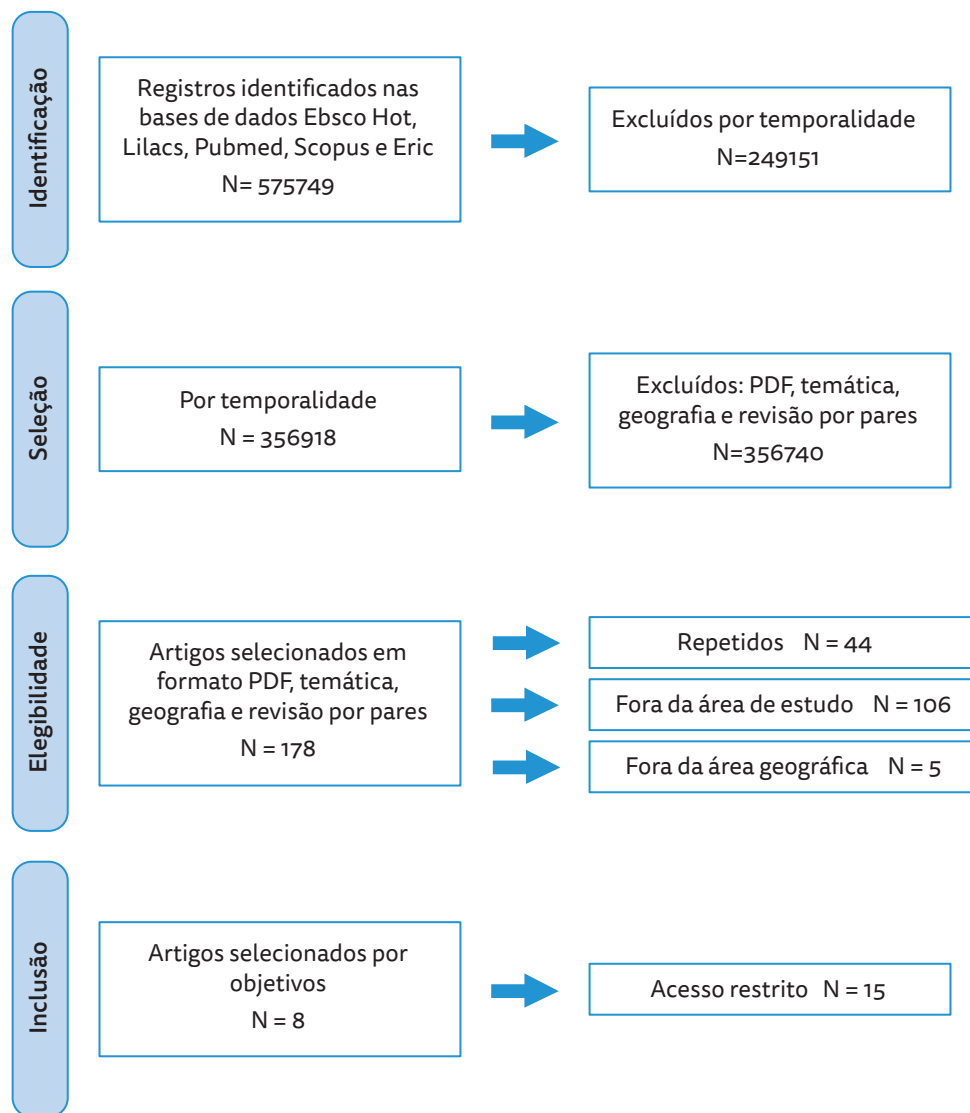 Identificação
Registros identificados nas
bases de dados Ebsco Hot,
Lilacs, Pubmed, Scopus e Eric
N= 575749
Excluídos por temporalidade
N=249151
Seleção
Por temporalidade
N = 356918
Excluídos: PDF, temática,
geografia e revisão por pares
N=356740
Elegibilidade
Artigos selecionados em
formato PDF, temática,
geografia e revisão por pares
N = 178
Repetidos N = 44
Fora da área de estudo N = 106
Fora da área geográfica N = 5
Inclusão
Artigos selecionados por
objetivos
N = 8
Acesso restrito N = 15